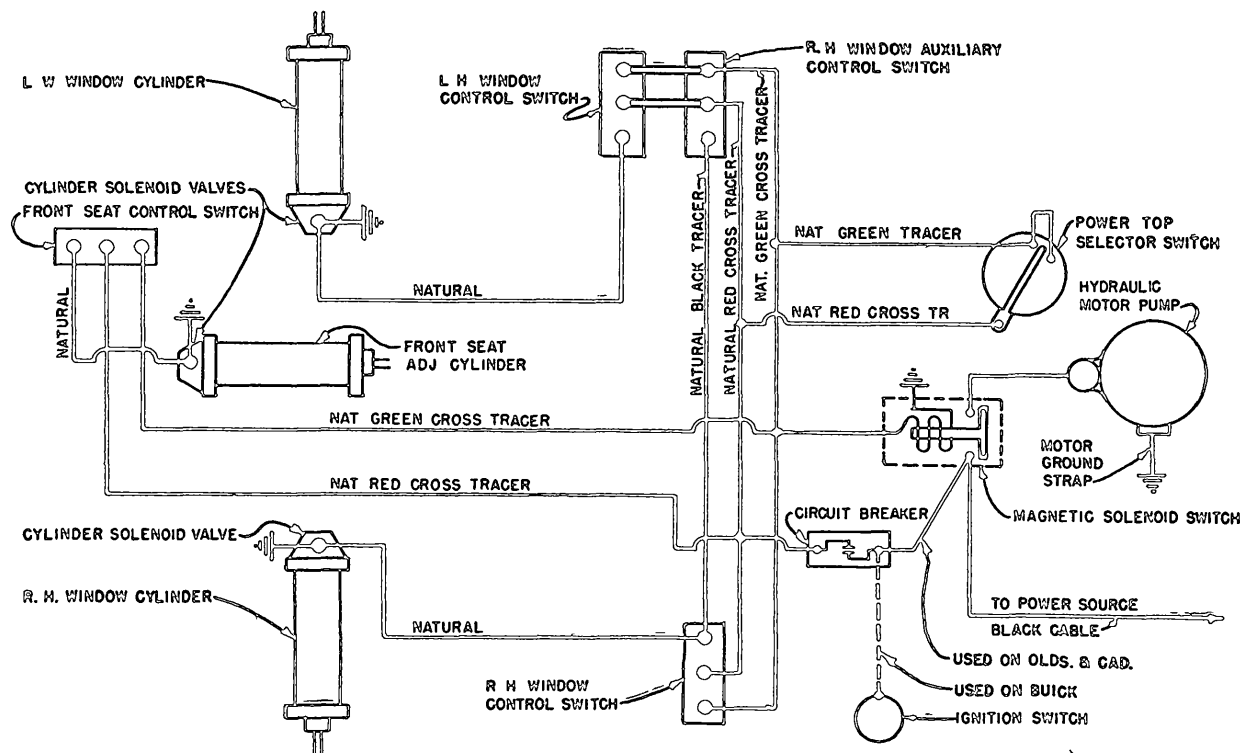 L W WINDOW CYLINDER
L H WINDOW
CONTROL SWITCH
R.H WINDOW AUXILIARY
CONTROL SWITCH
CYLINDER SOLENOID VALVES
FRONT SEAT CONTROL SWITCH
NATURAL
NATURAL
NATURAL BLACK TRACER
NATURAL RED CROSS TRACER
NAT. GREEN CROSS TRACER
NAT GREEN TRACER
POWER TOP
SELECTOR SWITCH
NAT RED CROSS TR
HYDRAULIC
MOTOR PUMP
FRONT SEAT
ADJ CYLINDER
NAT GREEN CROSS TRACER
MOTOR
GROUND
STRAP
NAT RED CROSS TRACER
CIRCUIT BREAKER
MAGNETIC SOLENOID SWITCH
CYLINDER SOLENOID VALVE
R. H. WINDOW CYLINDER
NATURAL
TO POWER SOURCE
BLACK CABLE
USED ON OLDS. & CAD.
R H WINDOW
CONTROL SWITCH
USED ON BUICK
IGNITION SWITCH